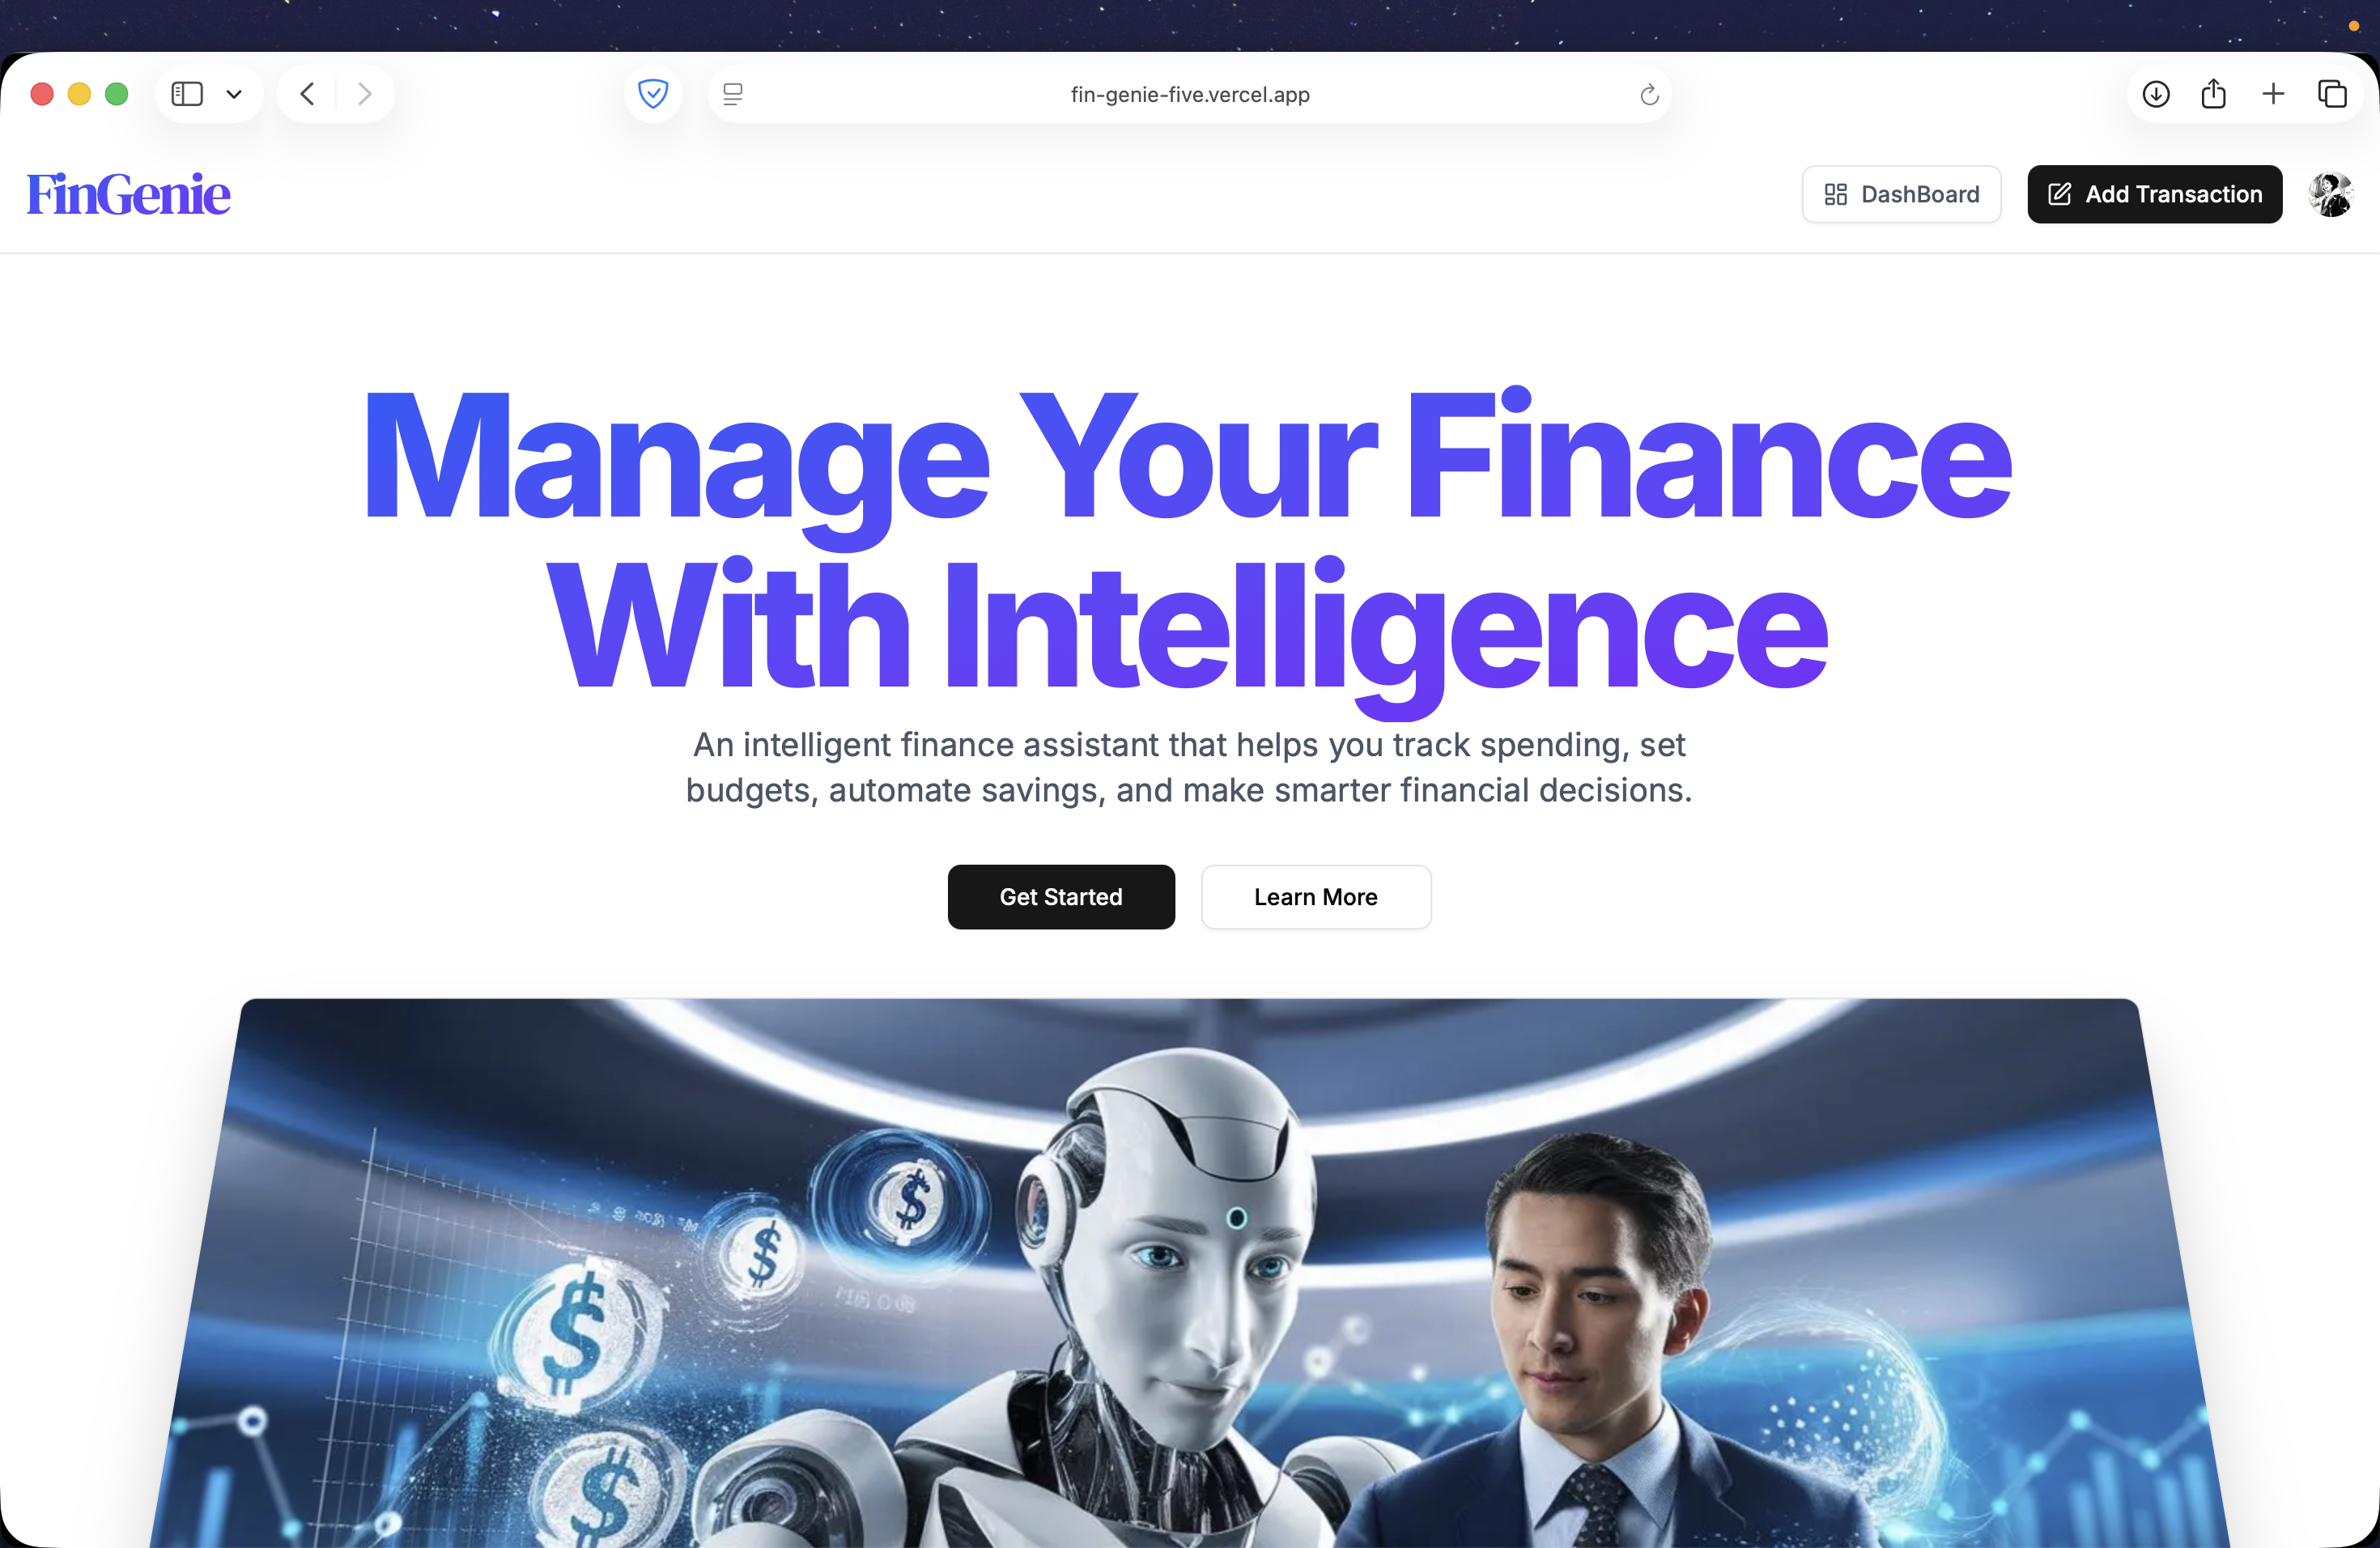 fin-genie-five.vercel.app
FinGenie
DashBoard
Add Transaction
Manage Your Finance
With Intelligence
An intelligent finance assistant that helps you track spending, set
budgets, automate savings, and make smarter financial decisions.
Get Started
Learn More
$
$
$
$